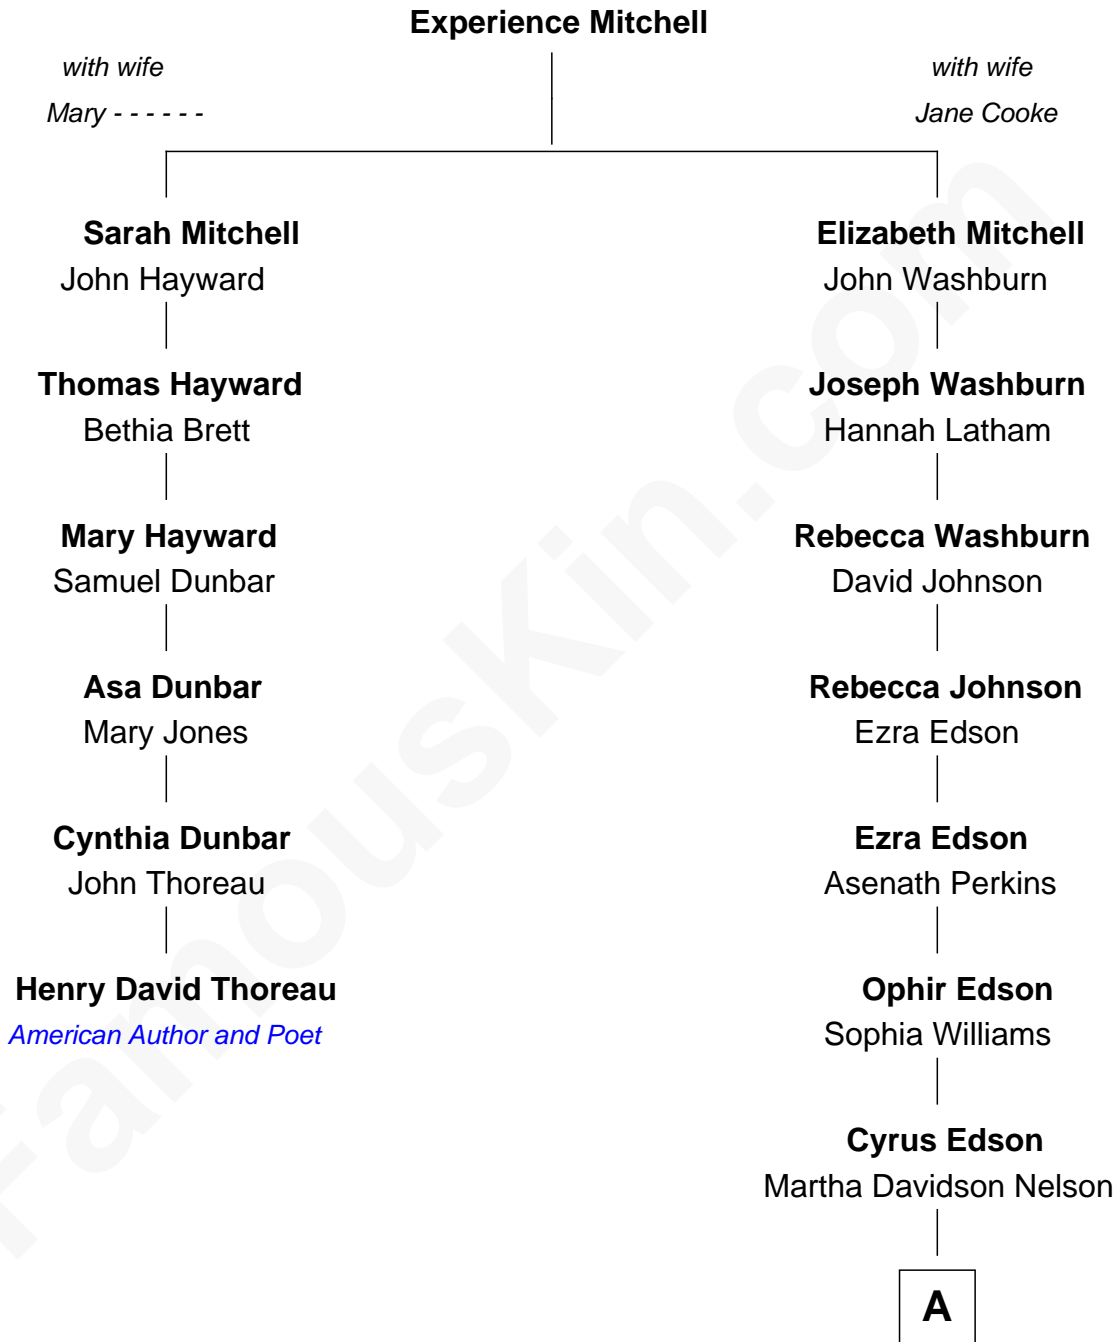 Experience Mitchell
with wife
Mary - - - - - -
with wife
Jane Cooke
Sarah Mitchell
John Hayward
Elizabeth Mitchell
John Washburn
Thomas Hayward
Bethia Brett
Joseph Washburn
Hannah Latham
Mary Hayward
Samuel Dunbar
Rebecca Washburn
David Johnson
Asa Dunbar
Mary Jones
Rebecca Johnson
Ezra Edson
Cynthia Dunbar
John Thoreau
Ezra Edson
Asenath Perkins
Henry David Thoreau
American Author and Poet
Ophir Edson
Sophia Williams
Cyrus Edson
Martha Davidson Nelson
A
FamousKin.com